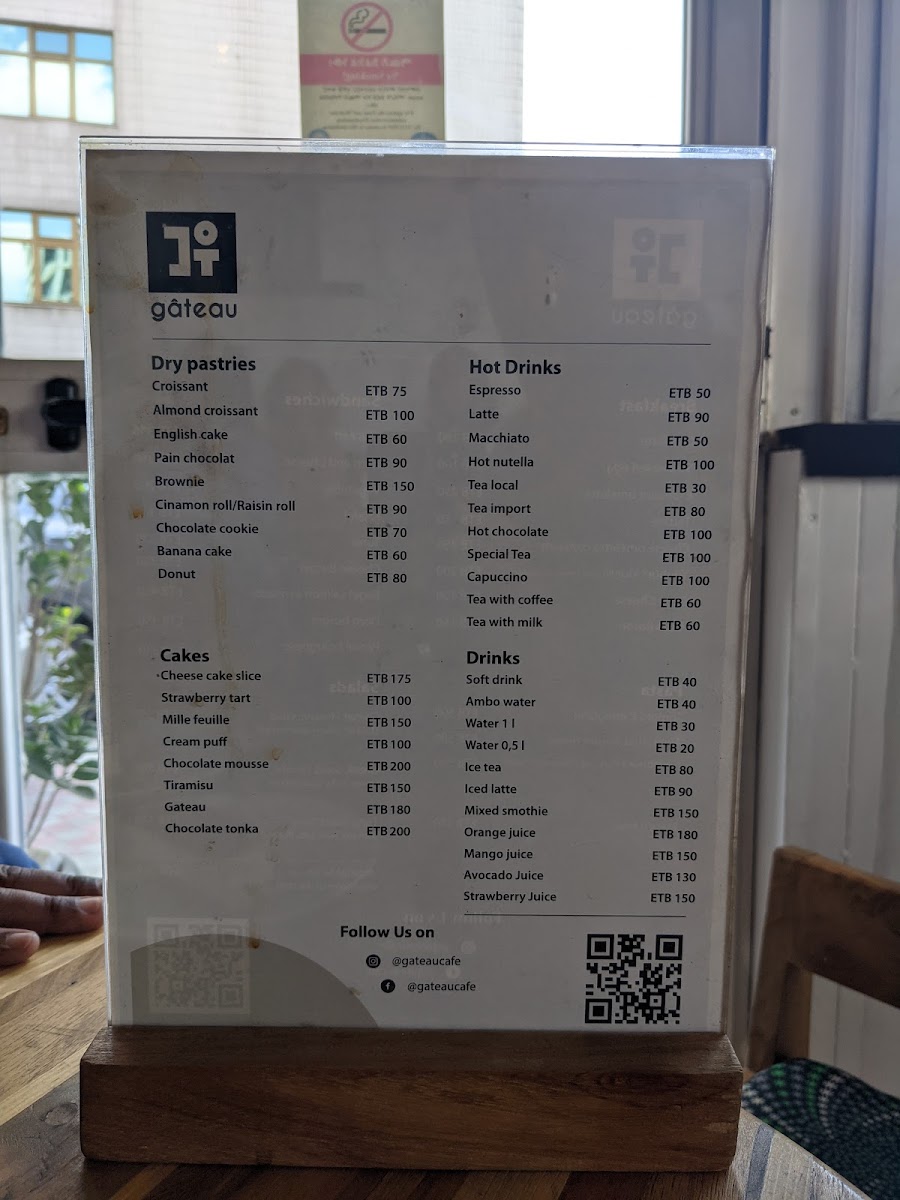 gâteau
Dry pastries
Croissant ETB 75
Almond croissant ETB 100
English cake ETB 60
Pain chocolat ETB 90
Brownie ETB 150
Cinamon roll/Raisin roll ETB 90
Chocolate cookie ETB 70
Banana cake ETB 60
Donut ETB 80
Cakes
Cheese cake slice ETB 175
Strawberry tart ETB 100
Mille feuille ETB 150
Cream puff ETB 100
Chocolate mousse ETB 200
Tiramisu ETB 150
Gateau ETB 180
Chocolate tonka ETB 200
Hot Drinks
Espresso ETB 50
Latte ETB 90
Macchiato ETB 50
Hot nutella ETB 100
Tea local ETB 30
Tea import ETB 80
Hot chocolate ETB 100
Special Tea ETB 100
Capuccino ETB 100
Tea with coffee ETB 60
Tea with milk ETB 60
Drinks
Soft drink ETB 40
Ambo water ETB 40
Water 1 l ETB 30
Water 0,5 l ETB 20
Ice tea ETB 80
Iced latte ETB 90
Mixed smothie ETB 150
Orange juice ETB 180
Mango juice ETB 150
Avocado Juice ETB 130
Strawberry Juice ETB 150
Follow Us on
@gateaucafe
@gateaucafe